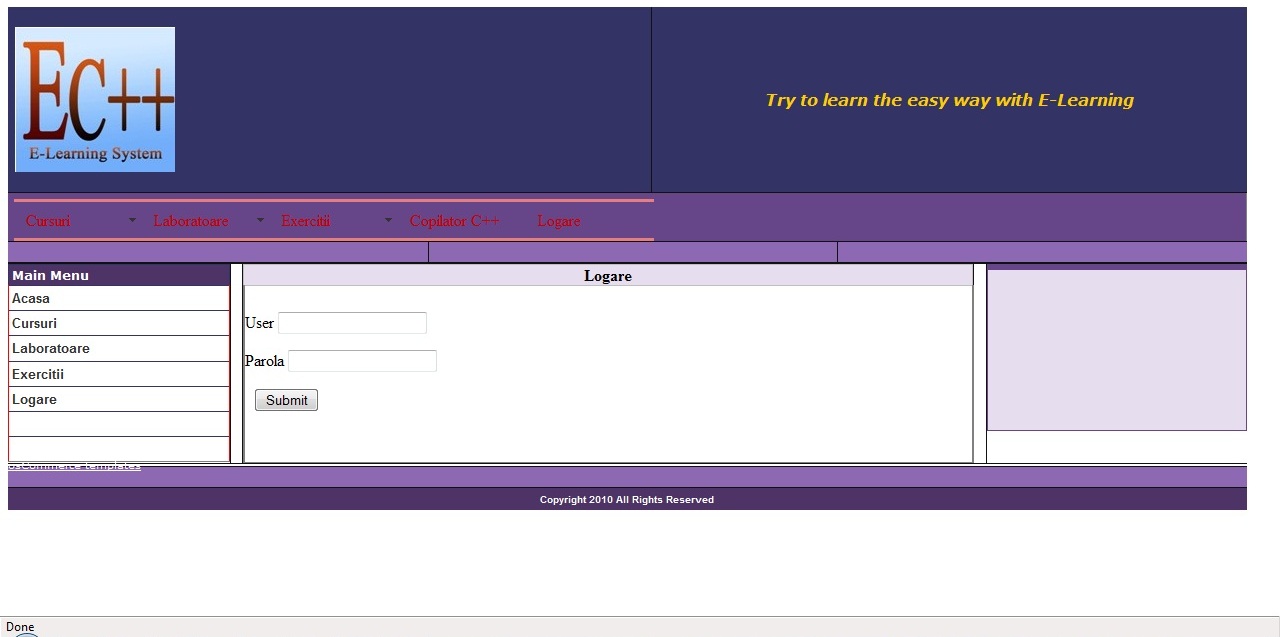 EC++
E-Learning System
Try to learn the easy way with E-Learning
Cursuri Laboratoare Exercitii Copilator C++ Logare
Main Menu
Acasa
Cursuri
Laboratoare
Exercitii
Logare
Logare
User
Parola
Submit
osCommerce templates
Copyright 2010 All Rights Reserved
Done